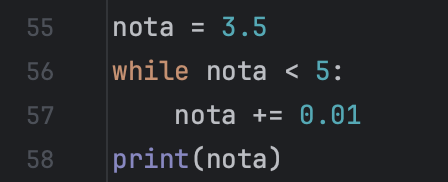 55 nota = 3.5
56 while nota < 5:
57     nota += 0.01
58 print(nota)